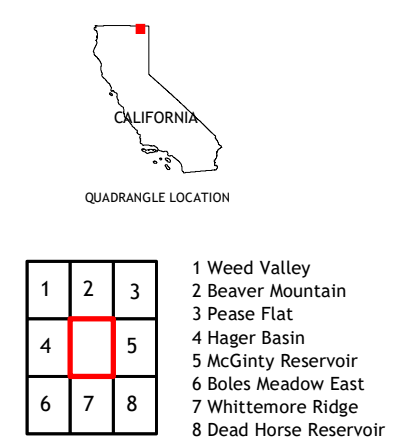 CALIFORNIA
QUADRANGLE LOCATION
1 2 3
4 5
6 7 8
1 Weed Valley
2 Beaver Mountain
3 Pease Flat
4 Hager Basin
5 McGinty Reservoir
6 Boles Meadow East
7 Whittemore Ridge
8 Dead Horse Reservoir